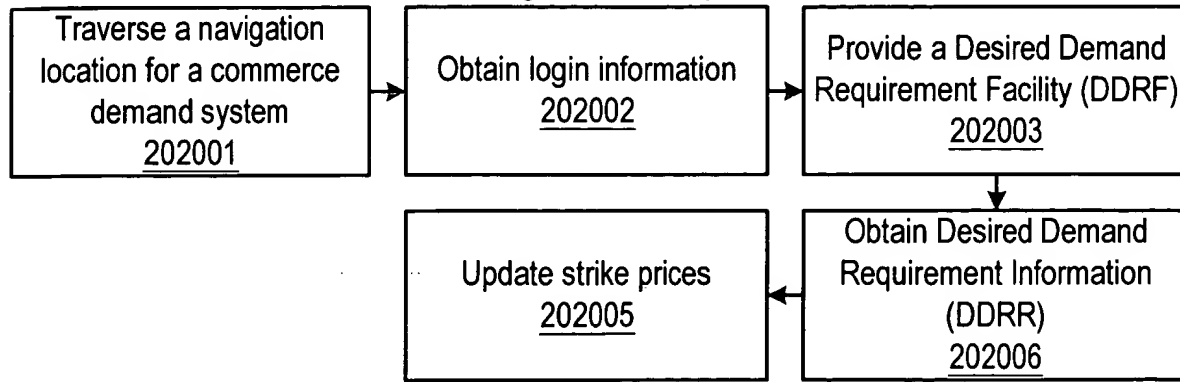 Traverse a navigation
location for a commerce
demand system
202001
Obtain login information
202002
Provide a Desired Demand
Requirement Facility (DDRF)
202003
Update strike prices
202005
Obtain Desired Demand
Requirement Information
(DDRR)
202006